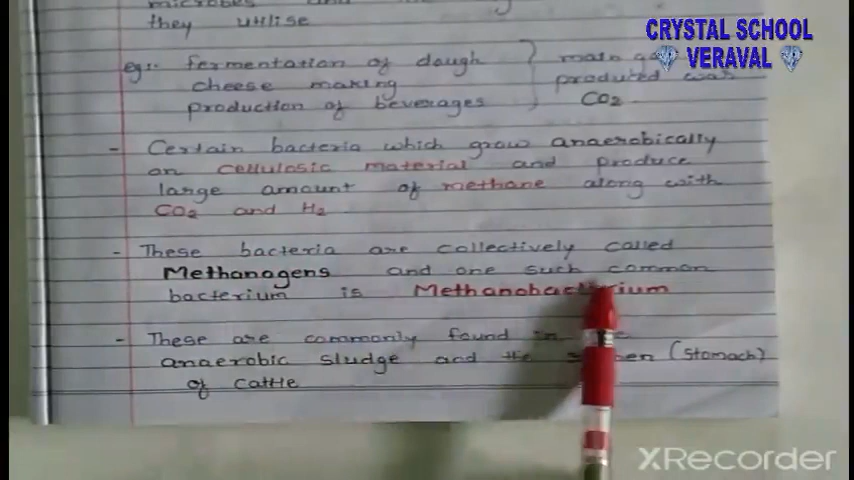 CRYSTAL SCHOOL
VERAVAL
they utilise
eg:- fermentation of dough
cheese making
production of beverages
main
produced was
CO2
- Certain bacteria which grow anaerobically
on cellulosic material and produce
large amount of methane along with
CO2 and H2
- These bacteria are collectively called
Methanogens and one such common
bacterium is Methanobacterium
- These are commonly found in
anaerobic sludge and the (stomach)
of cattle
XRecorder